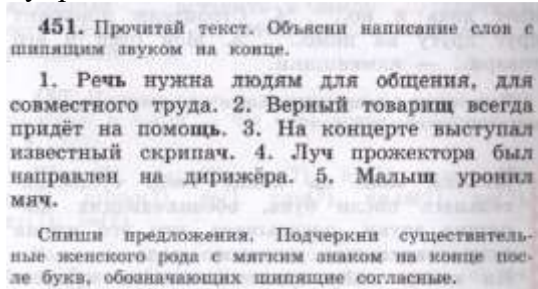 451. Прочитай текст. Объясни написание слов с
шипящим звуком на конце.
1. Речь нужна людям для общения, для
совместного труда. 2. Верный товарищ всегда
придёт на помощь. 3. На концерте выступал
известный скрипач. 4. Луч прожектора был
направлен на дирижёра. 5. Малыш уронил
мяч.
Спиши предложения. Подчеркни существитель-
ные женского рода с мягким знаком на конце пос-
ле букв, обозначающих шипящие согласные.